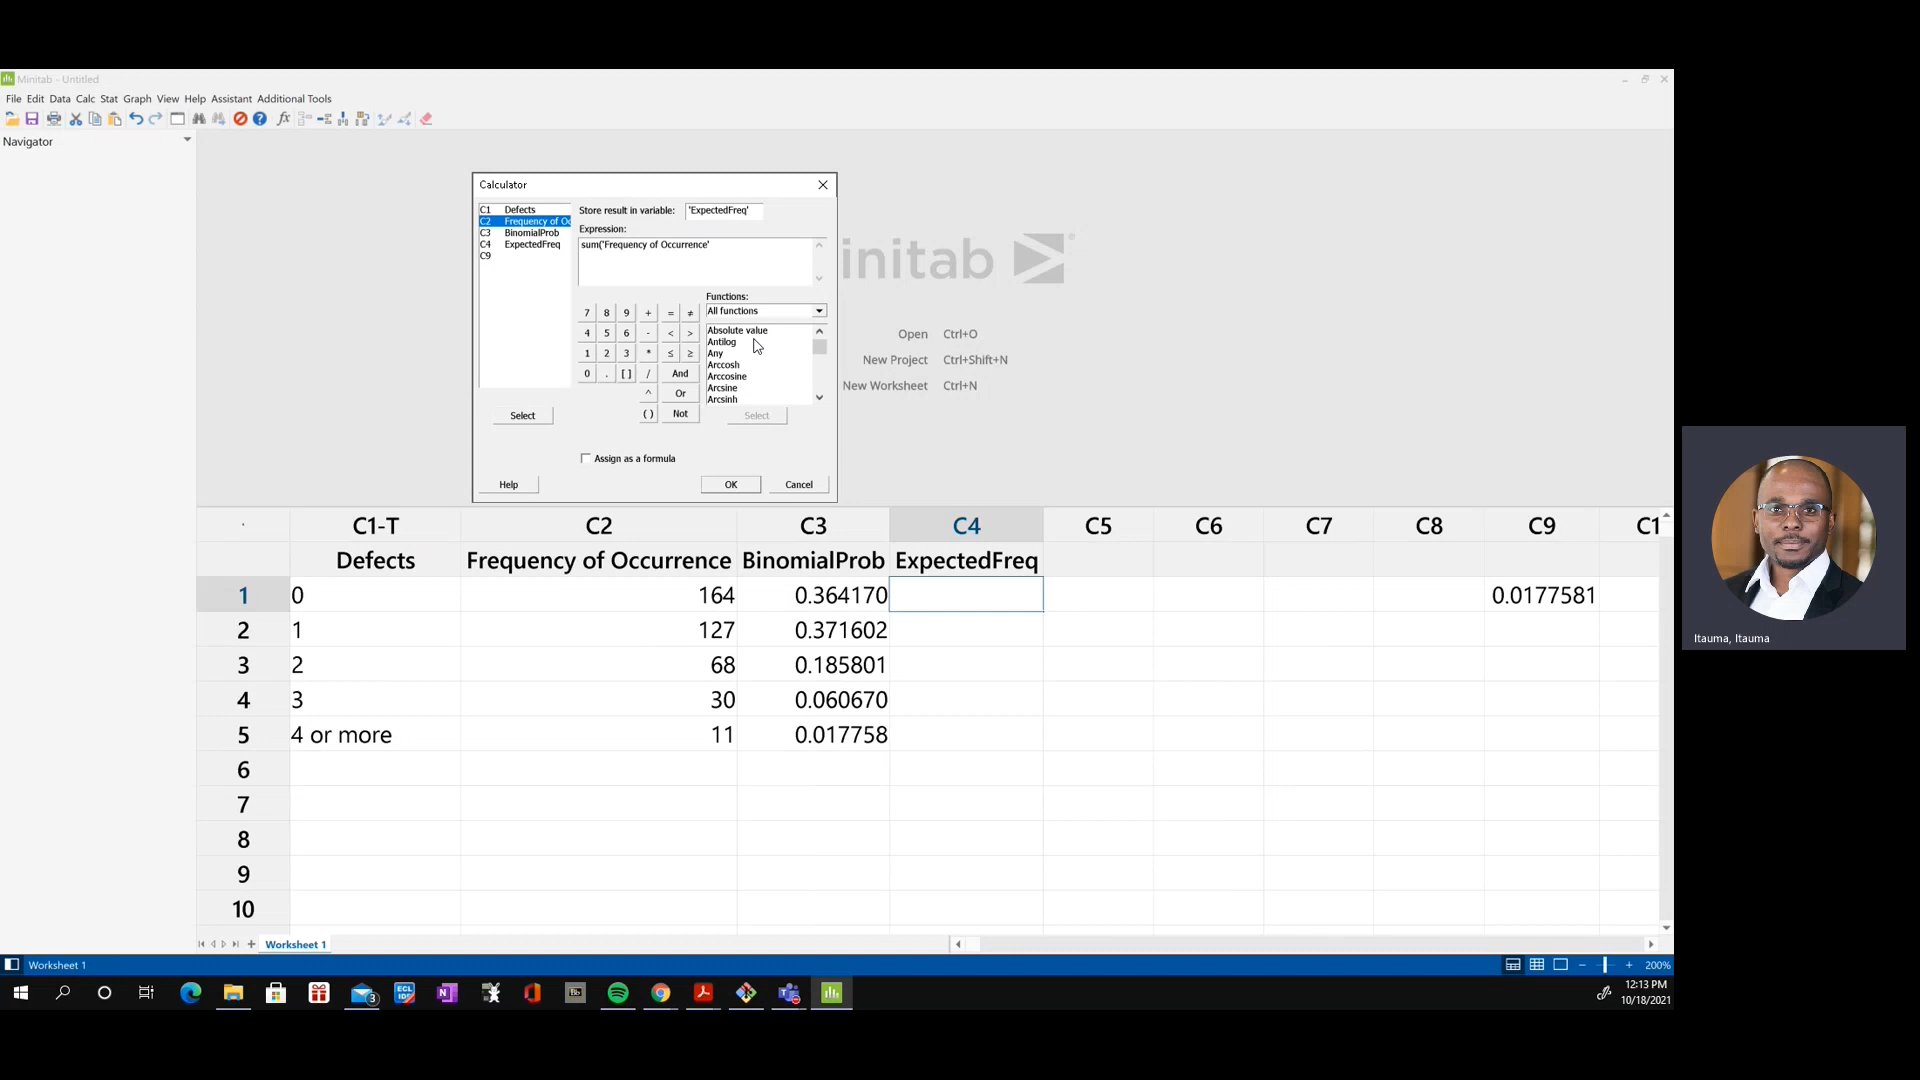 Minitab - Untitled
File Edit Data Calc Stat Graph View Help Assistant Additional Tools
Navigator
Calculator
C1 Defects
C2 Frequency of Oc
C3 BinomialProb
C4 ExpectedFreq
C9
Store result in variable: 'ExpectedFreq'
Expression:
sum('Frequency of Occurrence'
Functions:
All functions
7 8 9 + = ≠
4 5 6 - < >
1 2 3 * ≤ ≥
0 . [ ] / And
^ Or
( ) Not
Absolute value
Antilog
Any
Arccosh
Arccosine
Arcsine
Arcsinh
Select
Select
Assign as a formula
Help
OK
Cancel
initab
Open Ctrl+O
New Project Ctrl+Shift+N
New Worksheet Ctrl+N
C1-T C2 C3 C4 C5 C6 C7 C8 C9 C1
Defects Frequency of Occurrence BinomialProb ExpectedFreq
1 0 164 0.364170 0.0177581
2 1 127 0.371602
3 2 68 0.185801
4 3 30 0.060670
5 4 or more 11 0.017758
6
7
8
9
10
Worksheet 1
Worksheet 1
200%
3
ECL
IDF
N
Bb
12:13 PM
10/18/2021
Itauma, Itauma